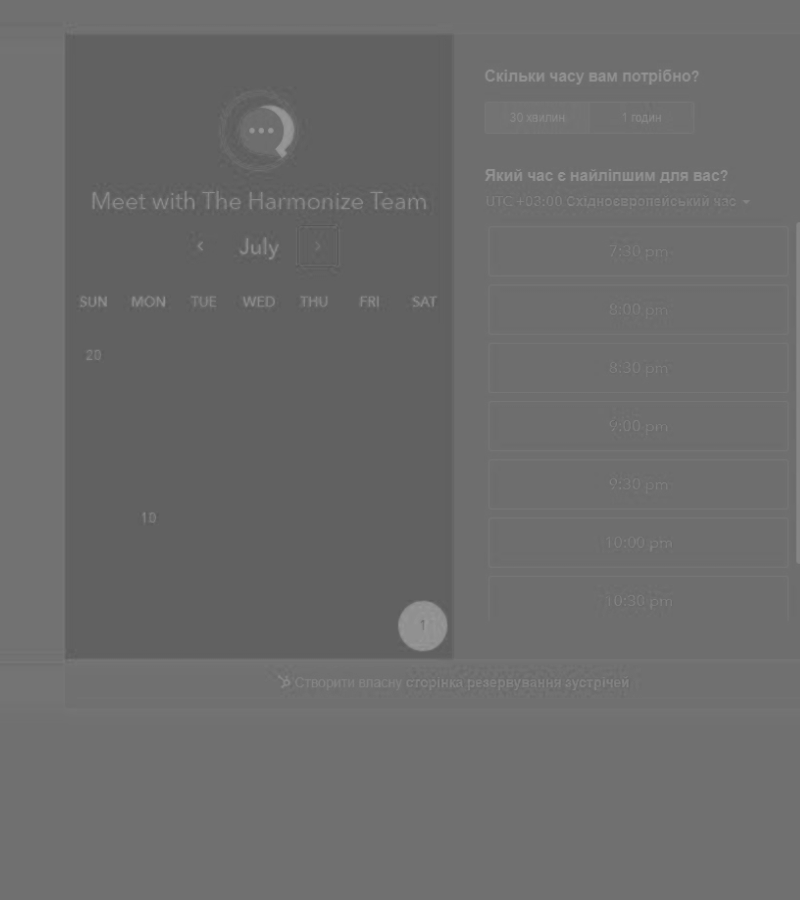 Meet with The Harmonize Team
July
SUN MON TUE WED THU FRI SAT
20
10
1
Скільки часу вам потрібно?
30 хвилин 1 годин
Який час є найліпшим для вас?
UTC +03:00 Східноєвропейський час
7:30 pm
8:00 pm
8:30 pm
9:00 pm
9:30 pm
10:00 pm
10:30 pm
Створити власну сторінка резервування зустрічей